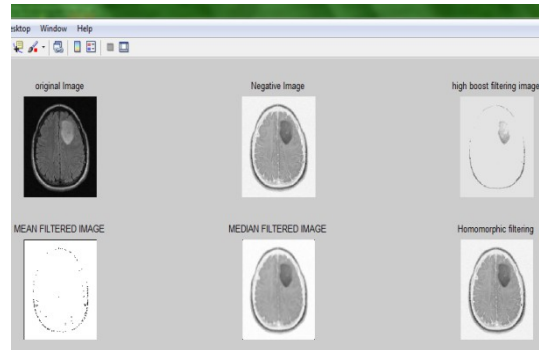 esktop Window Help
original Image
Negative Image
high boost filtering image
MEAN FILTERED IMAGE
MEDIAN FILTERED IMAGE
Homomorphic filtering